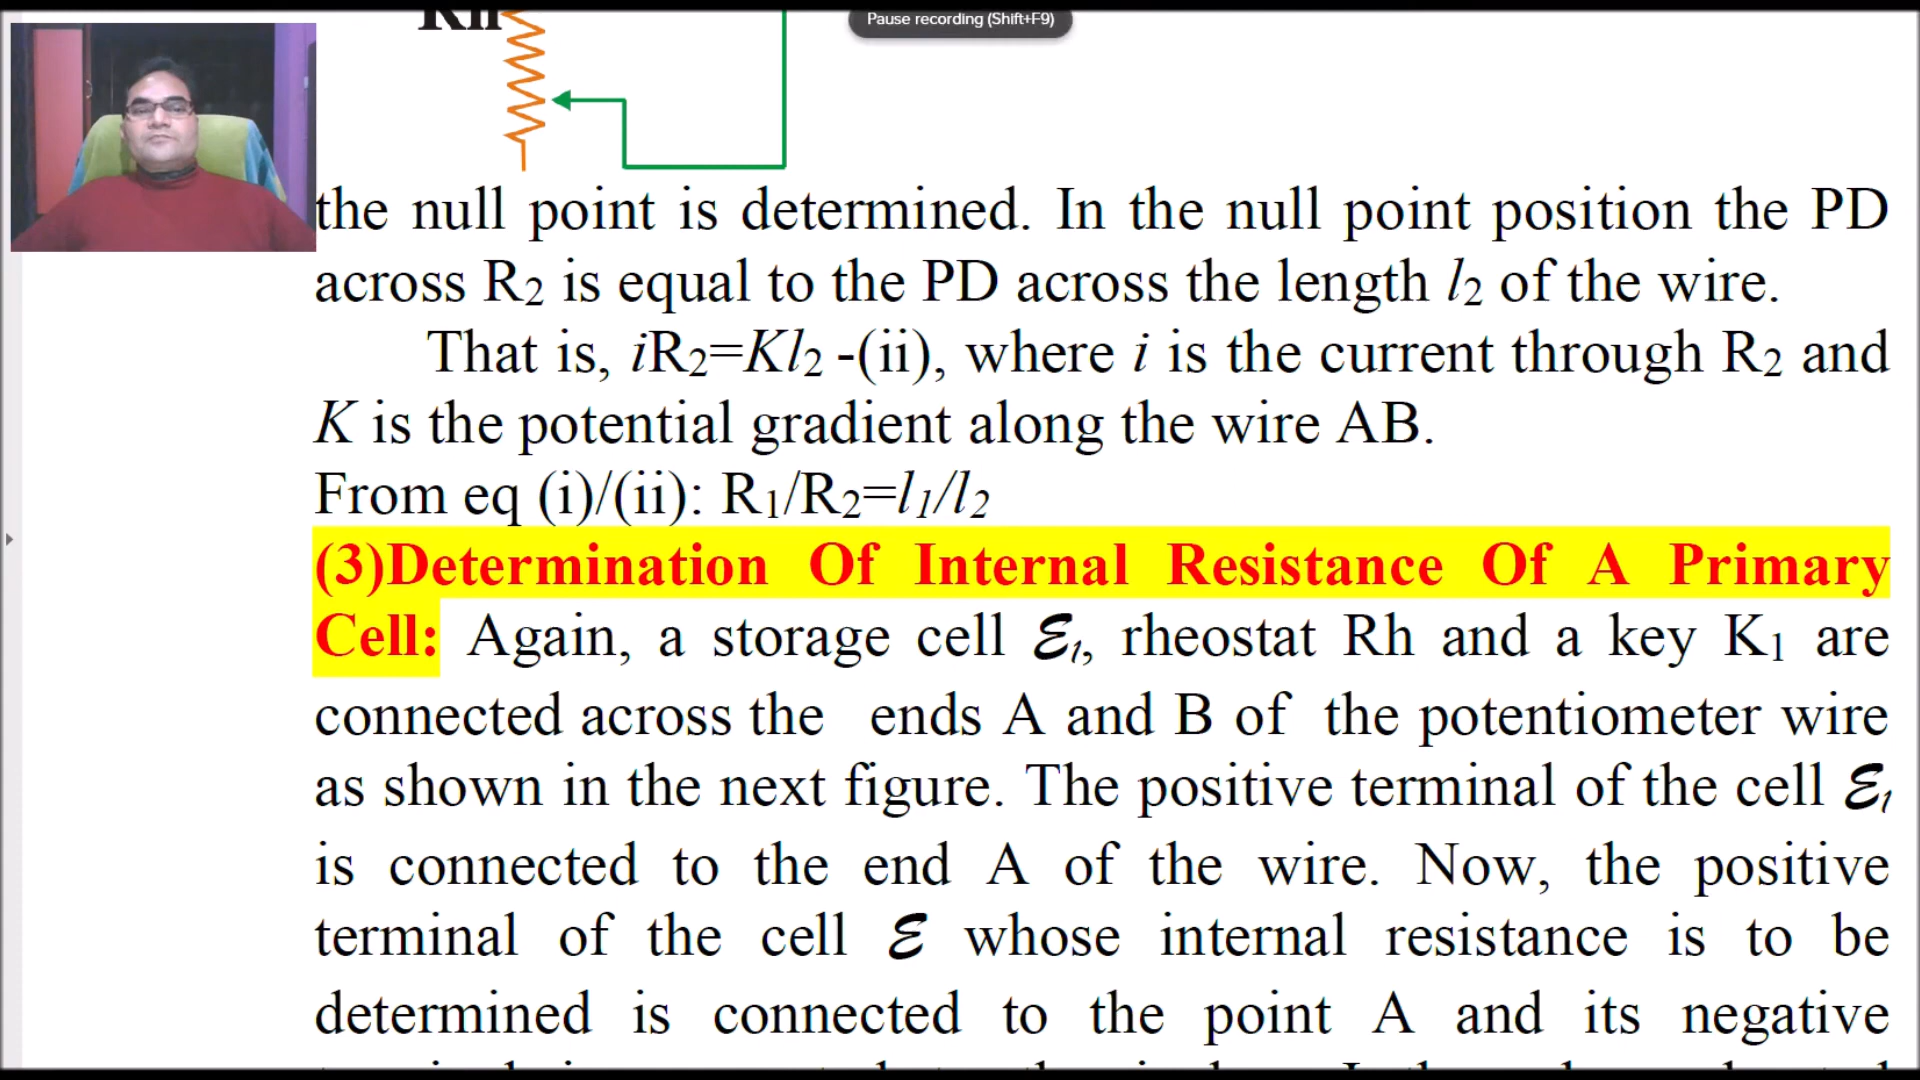 Rh
Pause recording (Shift+F9)
the null point is determined. In the null point position the PD
across R₂ is equal to the PD across the length l₂ of the wire.
That is, iR₂=Kl₂ -(ii), where i is the current through R₂ and
K is the potential gradient along the wire AB.
From eq (i)/(ii): R₁/R₂=l₁/l₂
(3)Determination Of Internal Resistance Of A Primary
Cell: Again, a storage cell ℰ₁, rheostat Rh and a key K₁ are
connected across the ends A and B of the potentiometer wire
as shown in the next figure. The positive terminal of the cell ℰ₁
is connected to the end A of the wire. Now, the positive
terminal of the cell ℰ whose internal resistance is to be
determined is connected to the point A and its negative